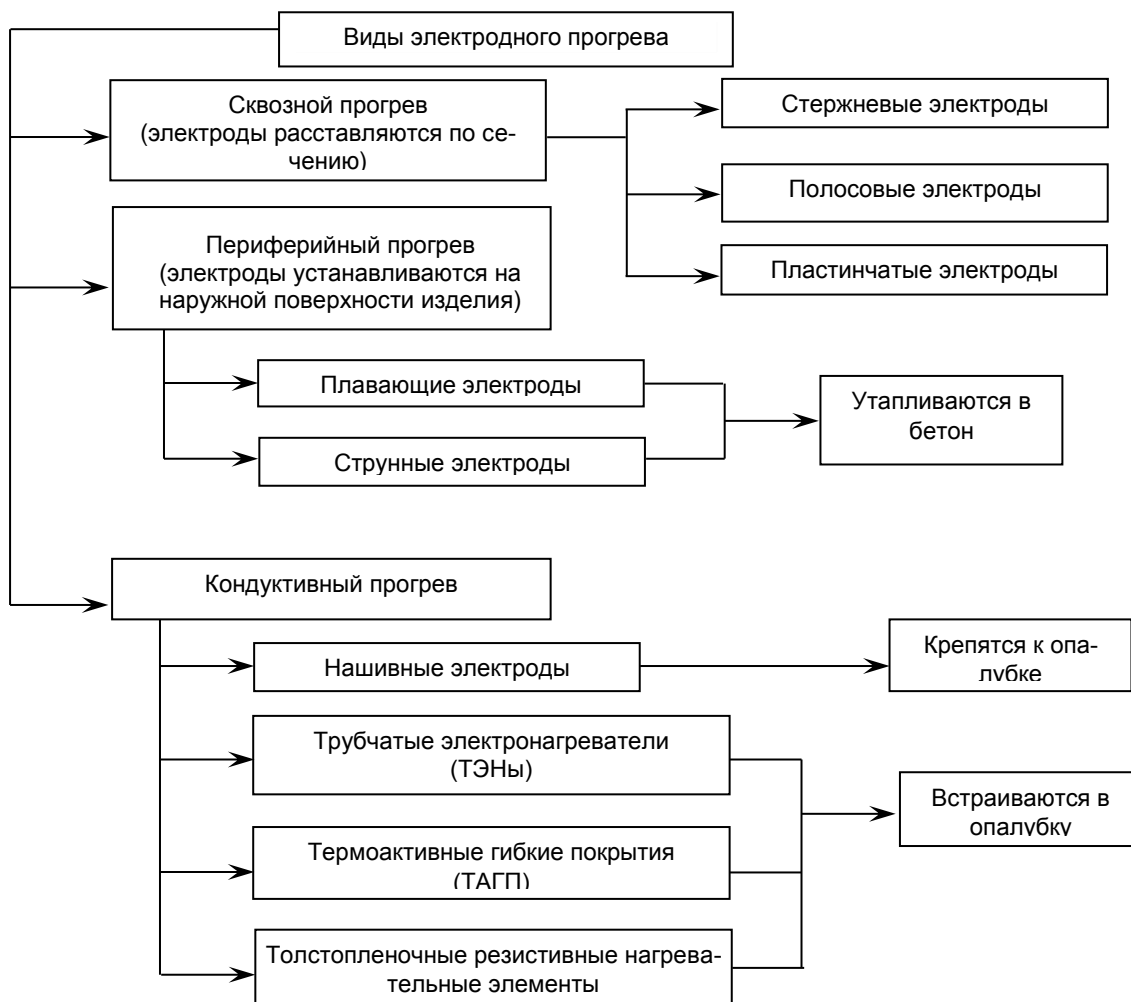 Виды электродного прогрева
Сквозной прогрев
(электроды расставляются по се-
чению)
Стержневые электроды
Полосовые электроды
Пластинчатые электроды
Периферийный прогрев
(электроды устанавливаются на
наружной поверхности изделия)
Плавающие электроды
Струнные электроды
Утапливаются в
бетон
Кондуктивный прогрев
Нашивные электроды
Крепятся к опа-
лубке
Трубчатые электронагреватели
(ТЭНы)
Термоактивные гибкие покрытия
(ТАГП)
Толстопленочные резистивные нагрева-
тельные элементы
Встраиваются в
опалубку